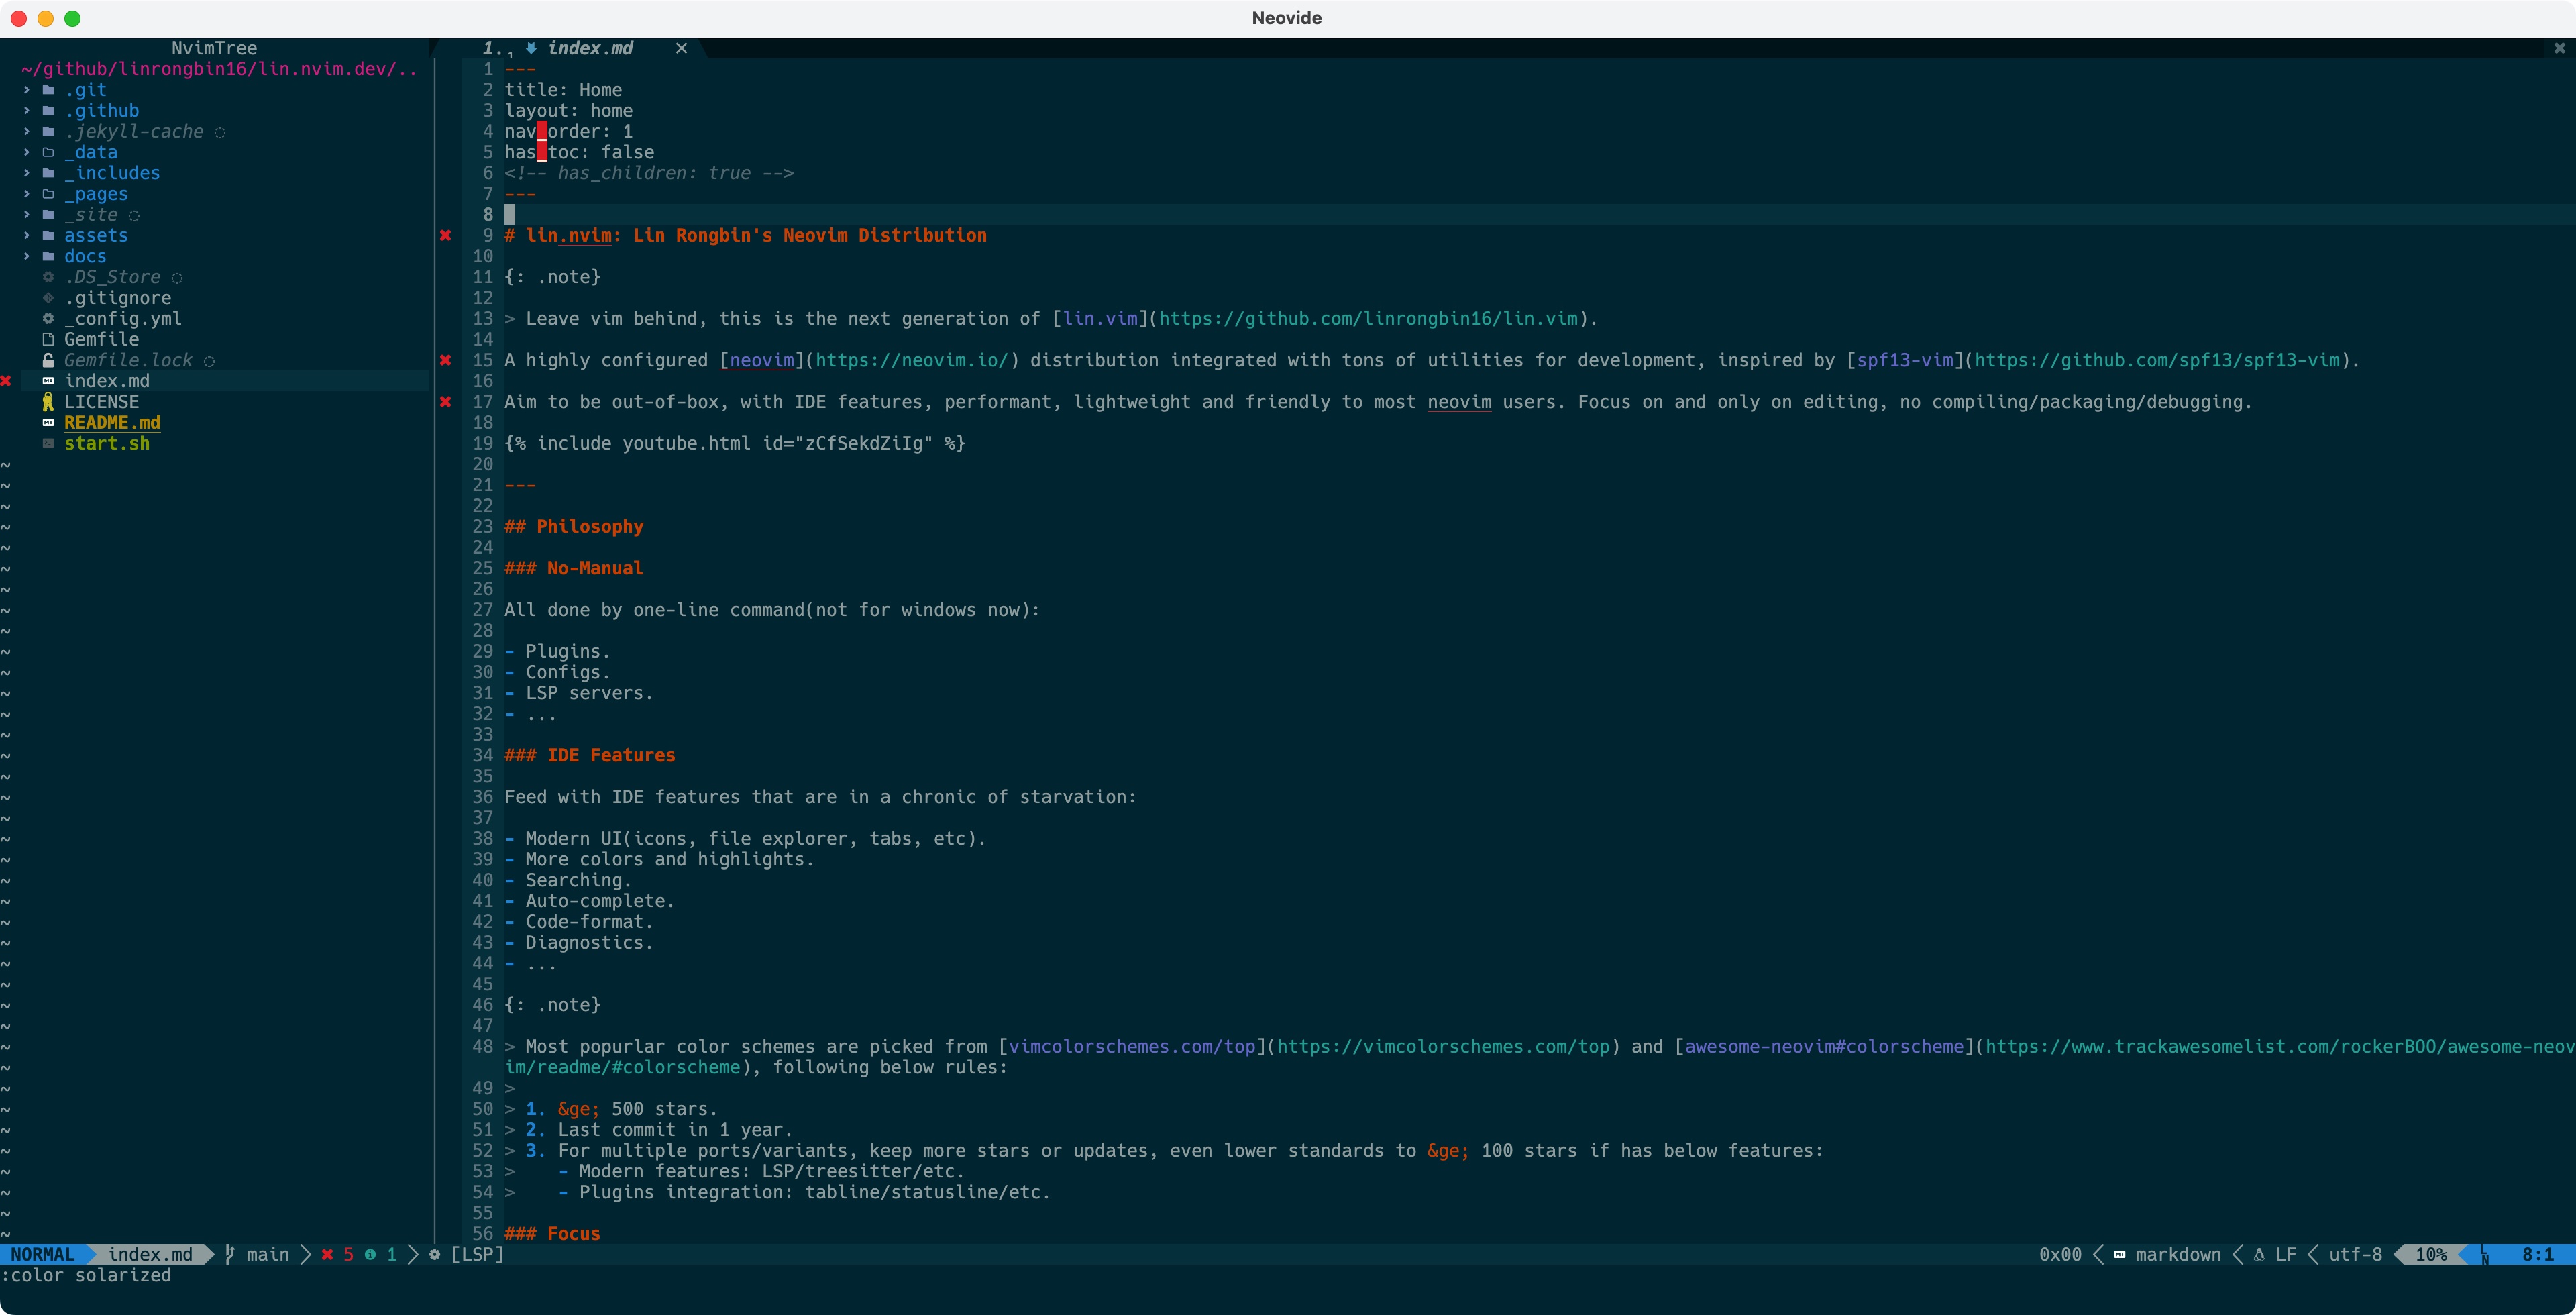 Neovide
NvimTree
~/github/linrongbin16/lin.nvim.dev/..
.git
.github
.jekyll-cache
_data
_includes
_pages
_site
assets
docs
.DS_Store
.gitignore
_config.yml
Gemfile
Gemfile.lock
index.md
LICENSE
README.md
start.sh
1. index.md ✕
1 ---
2 title: Home
3 layout: home
4 nav_order: 1
5 has_toc: false
6 <!-- has_children: true -->
7 ---
8
9 # lin.nvim: Lin Rongbin's Neovim Distribution
10
11 {: .note}
12
13 > Leave vim behind, this is the next generation of [lin.vim](https://github.com/linrongbin16/lin.vim).
14
15 A highly configured [neovim](https://neovim.io/) distribution integrated with tons of utilities for development, inspired by [spf13-vim](https://github.com/spf13/spf13-vim).
16
17 Aim to be out-of-box, with IDE features, performant, lightweight and friendly to most neovim users. Focus on and only on editing, no compiling/packaging/debugging.
18
19 {% include youtube.html id="zCfSekdZiIg" %}
20
21 ---
22
23 ## Philosophy
24
25 ### No-Manual
26
27 All done by one-line command(not for windows now):
28
29 - Plugins.
30 - Configs.
31 - LSP servers.
32 - ...
33
34 ### IDE Features
35
36 Feed with IDE features that are in a chronic of starvation:
37
38 - Modern UI(icons, file explorer, tabs, etc).
39 - More colors and highlights.
40 - Searching.
41 - Auto-complete.
42 - Code-format.
43 - Diagnostics.
44 - ...
45
46 {: .note}
47
48 > Most popurlar color schemes are picked from [vimcolorschemes.com/top](https://vimcolorschemes.com/top) and [awesome-neovim#colorscheme](https://www.trackawesomelist.com/rockerBOO/awesome-neov
im/readme/#colorscheme), following below rules:
49 >
50 > 1. &ge; 500 stars.
51 > 2. Last commit in 1 year.
52 > 3. For multiple ports/variants, keep more stars or updates, even lower standards to &ge; 100 stars if has below features:
53 >    - Modern features: LSP/treesitter/etc.
54 >    - Plugins integration: tabline/statusline/etc.
55
56 ### Focus
NORMAL index.md main ✖ 5 1 [LSP] 0x00 markdown LF utf-8 10% LN 8:1
:color solarized